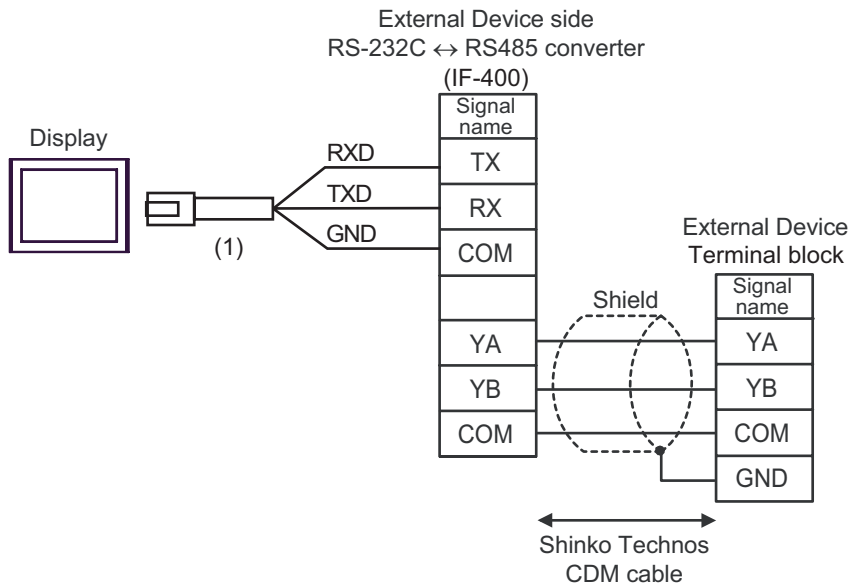 External Device side
RS-232C ↔ RS485 converter
(IF-400)
Signal
name
Display
RXD
TX
TXD
RX
GND
COM
(1)
External Device
Terminal block
Signal
name
Shield
YA
YA
YB
YB
COM
COM
GND
Shinko Technos
CDM cable